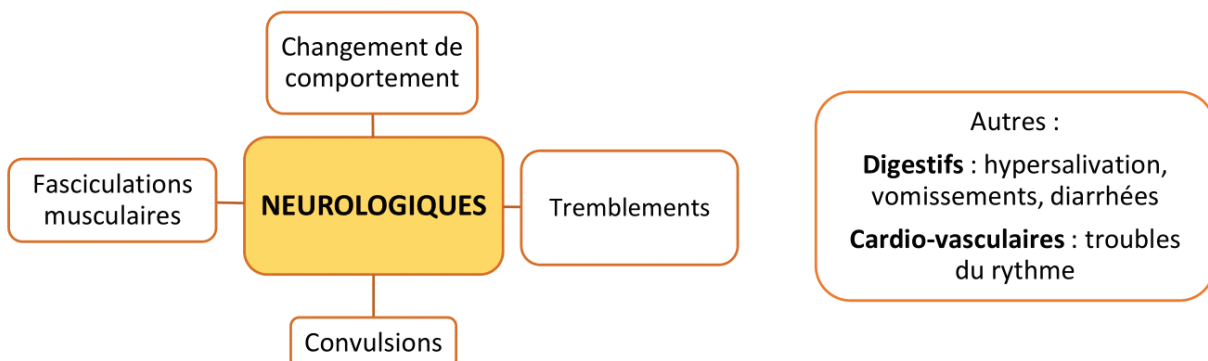 Changement de
comportement
Fasciculations
musculaires
NEUROLOGIQUES
Tremblements
Convulsions
Autres :
Digestifs : hypersalivation,
vomissements, diarrhées
Cardio-vasculaires : troubles
du rythme